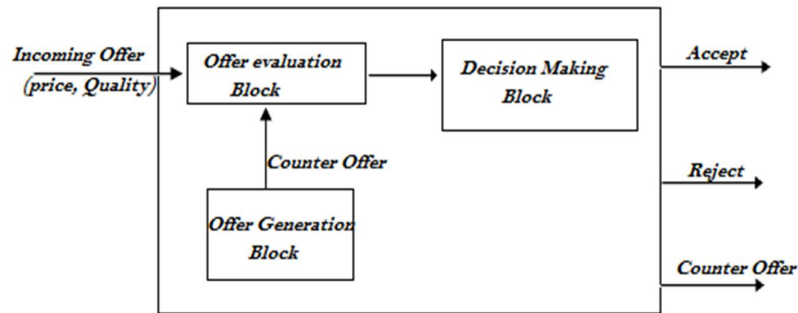 Incoming Offer
(price, Quality)
Offer evaluation
Block
Decision Making
Block
Counter Offer
Offer Generation
Block
Accept
Reject
Counter Offer